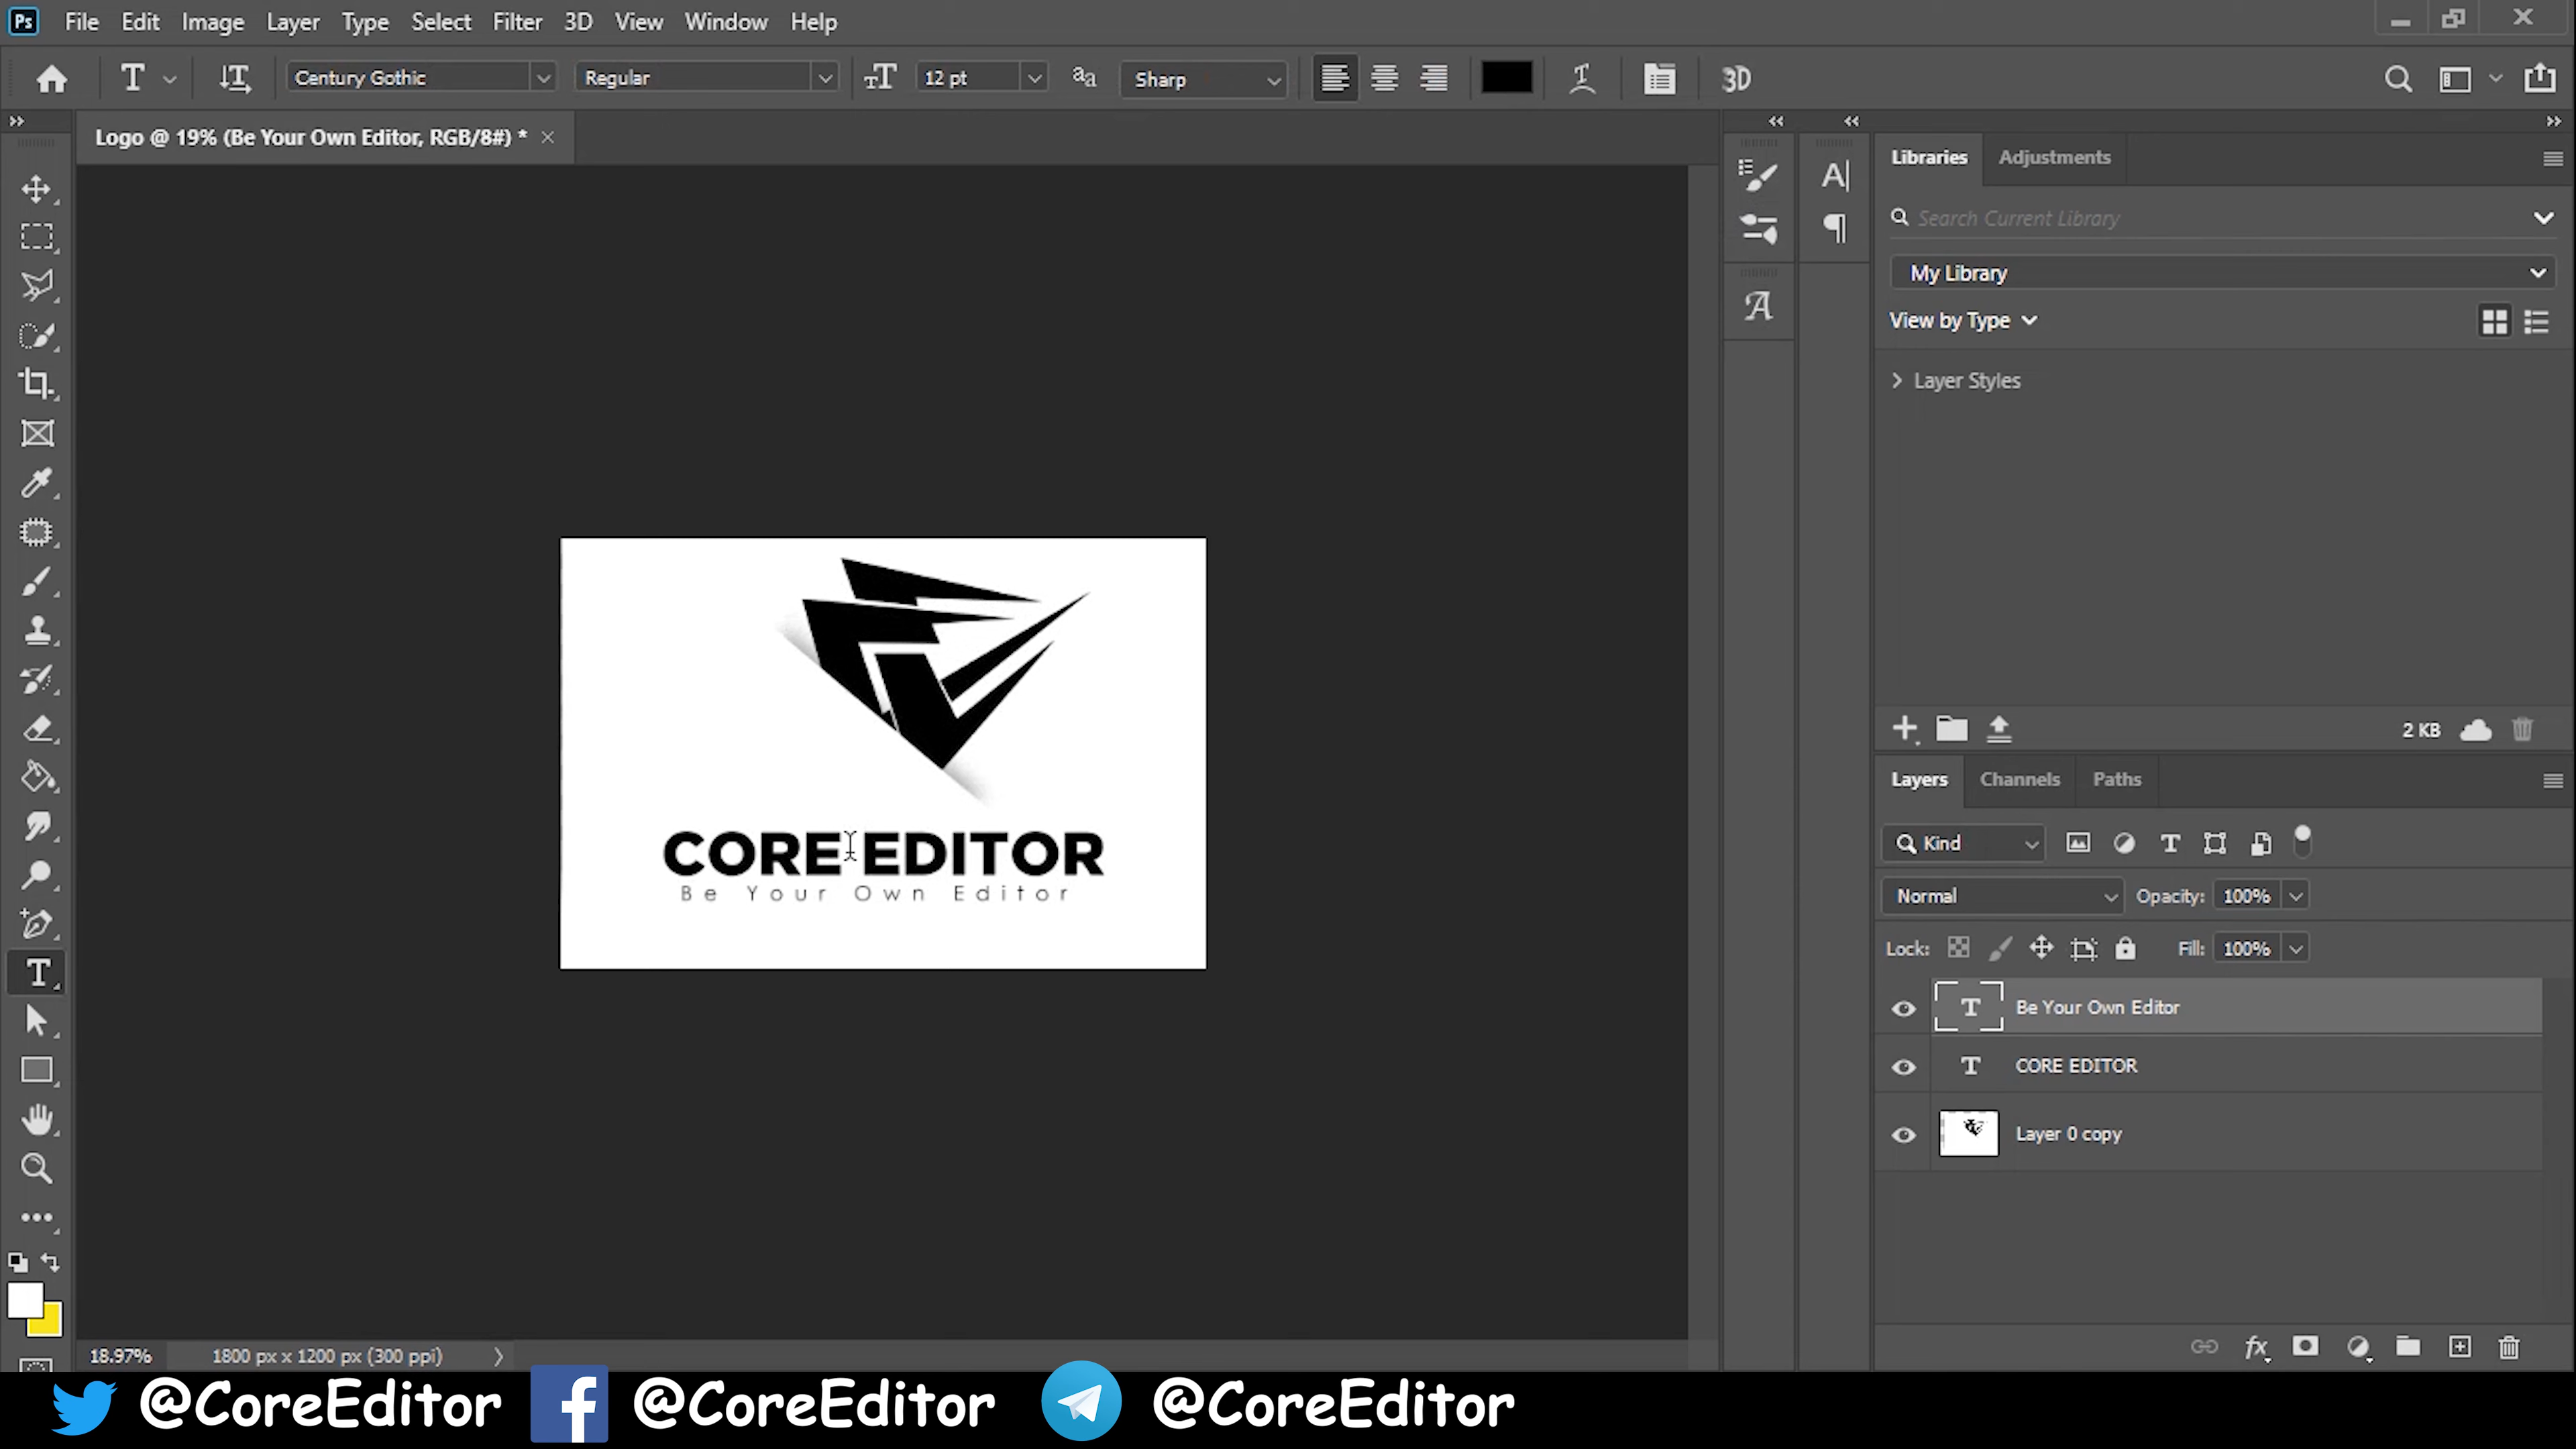 Ps File Edit Image Layer Type Select Filter 3D View Window Help
T Century Gothic Regular 12 pt Sharp 3D
Logo @ 19% (Be Your Own Editor, RGB/8#) *
Libraries Adjustments
Search Current Library
My Library
View by Type
Layer Styles
2 KB
CORE EDITOR
Be Your Own Editor
Layers Channels Paths
Kind
Normal Opacity: 100%
Lock: Fill: 100%
Be Your Own Editor
CORE EDITOR
Layer 0 copy
fx
18.97% 1800 px x 1200 px (300 ppi)
@CoreEditor @CoreEditor @CoreEditor